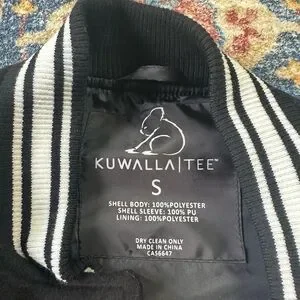 KUWALLA|TEE™
S
SHELL BODY: 100%POLYESTER
SHELL SLEEVE: 100% PU
LINING: 100%POLYESTER
DRY CLEAN ONLY
MADE IN CHINA
CA56647